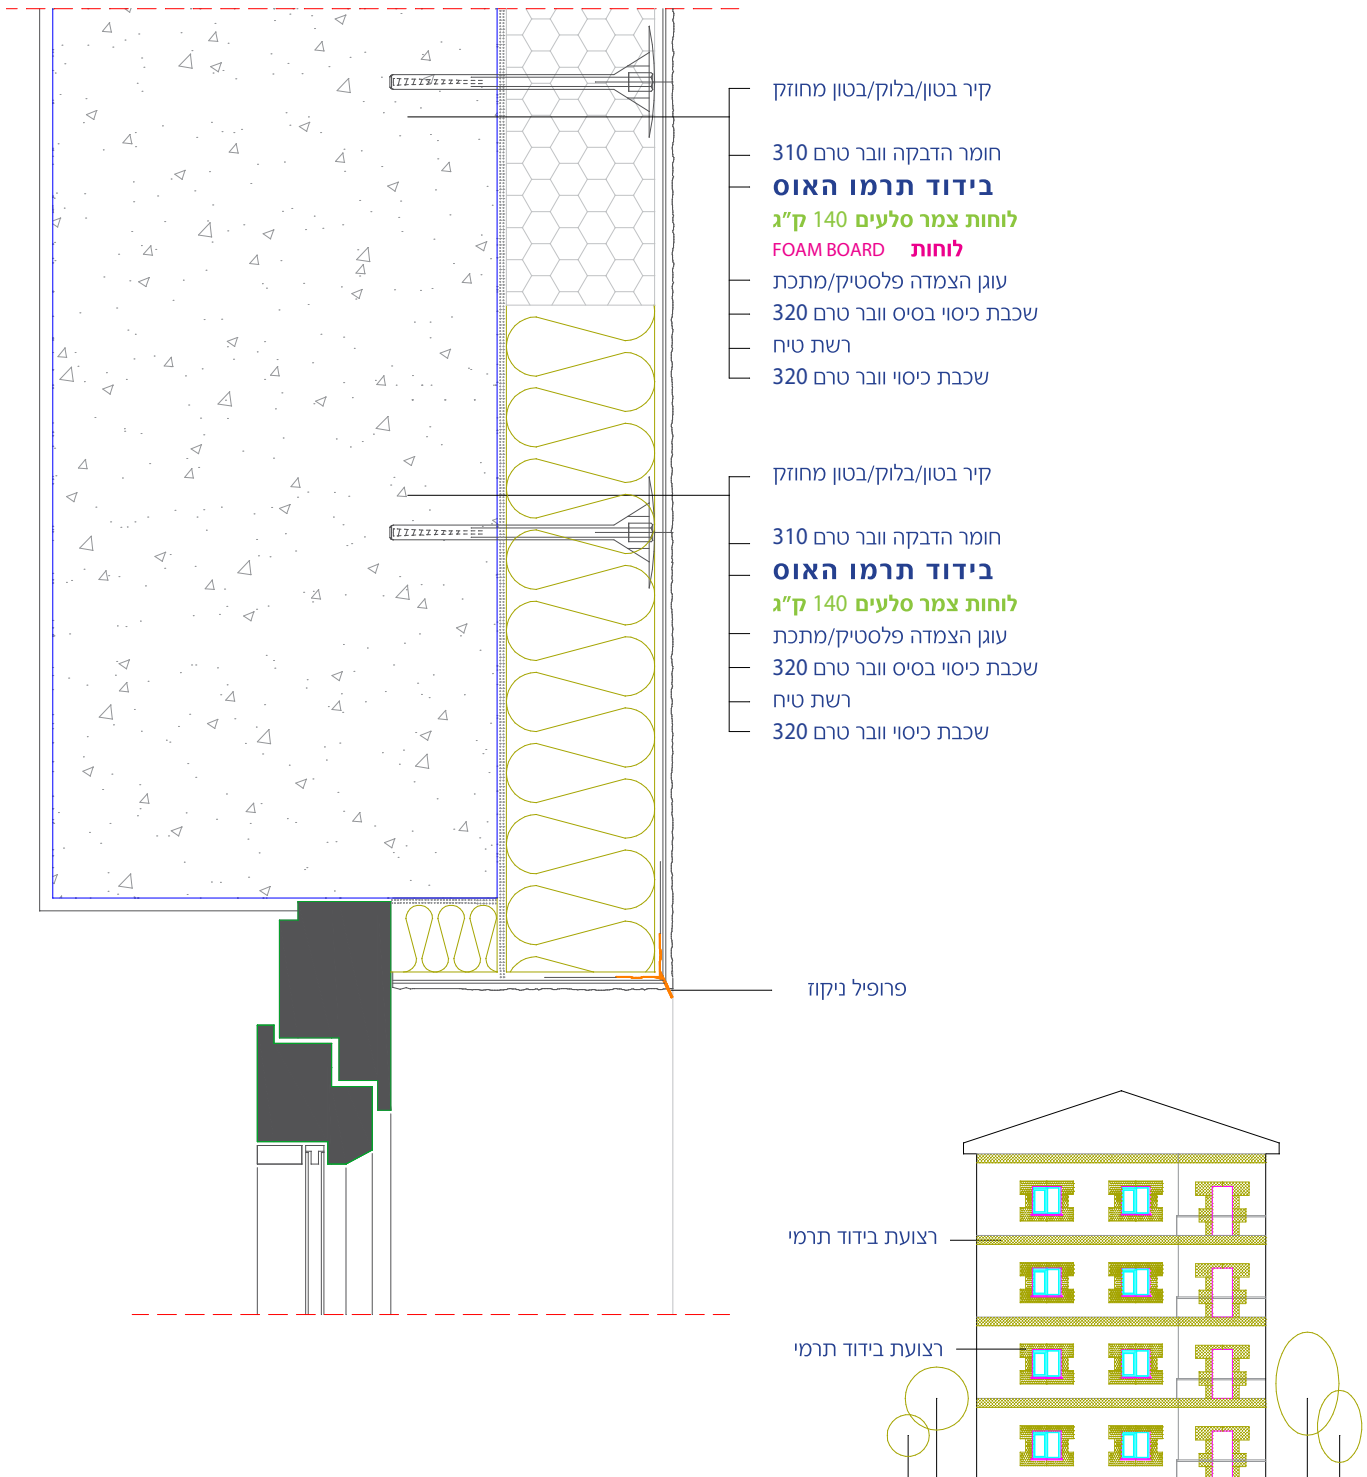 קיר בטון/בלוק/בטון מחוזק
חומר הדבקה וובר טרם 310
בידוד תרמו האוס
לוחות צמר סלעים 140 ק"ג
לוחות FOAM BOARD
עוגן הצמדה פלסטיק/מתכת
שכבת כיסוי בסיס וובר טרם 320
רשת טיח
שכבת כיסוי וובר טרם 320
קיר בטון/בלוק/בטון מחוזק
חומר הדבקה וובר טרם 310
בידוד תרמו האוס
לוחות צמר סלעים 140 ק"ג
עוגן הצמדה פלסטיק/מתכת
שכבת כיסוי בסיס וובר טרם 320
רשת טיח
שכבת כיסוי וובר טרם 320
פרופיל ניקוז
רצועת בידוד תרמי
רצועת בידוד תרמי